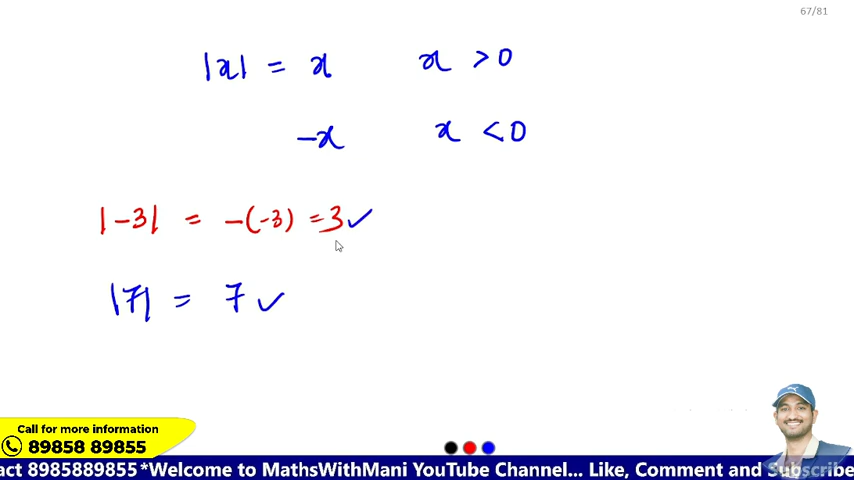 67/81
|x| = x x > 0
-x x < 0
|-3| = -(-3) = 3 ✓
|7| = 7 ✓
Call for more information
89858 89855
act 8985889855 *Welcome to MathsWithMani YouTube Channel... Like, Comment and Subscribe